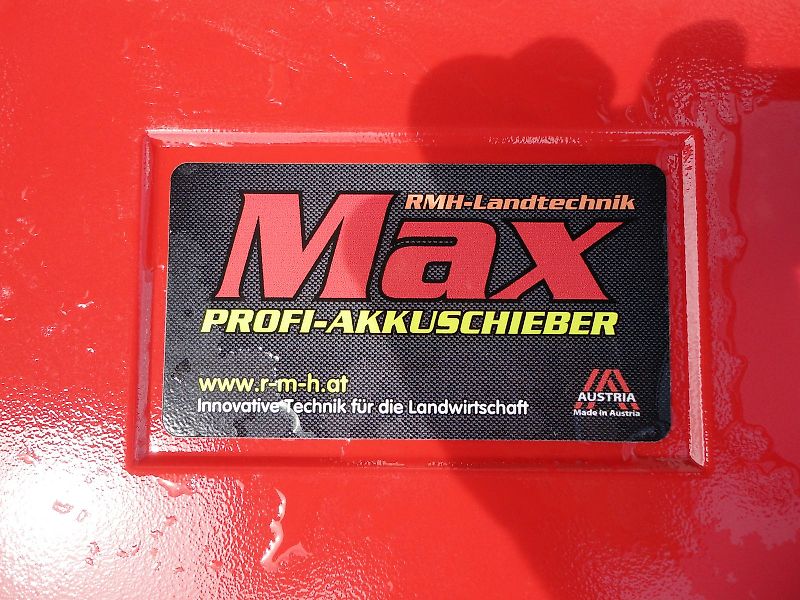 RMH-Landtechnik
Max
PROFI-AKKUSCHIEBER
www.r-m-h.at
Innovative Technik für die Landwirtschaft
AUSTRIA
Made in Austria